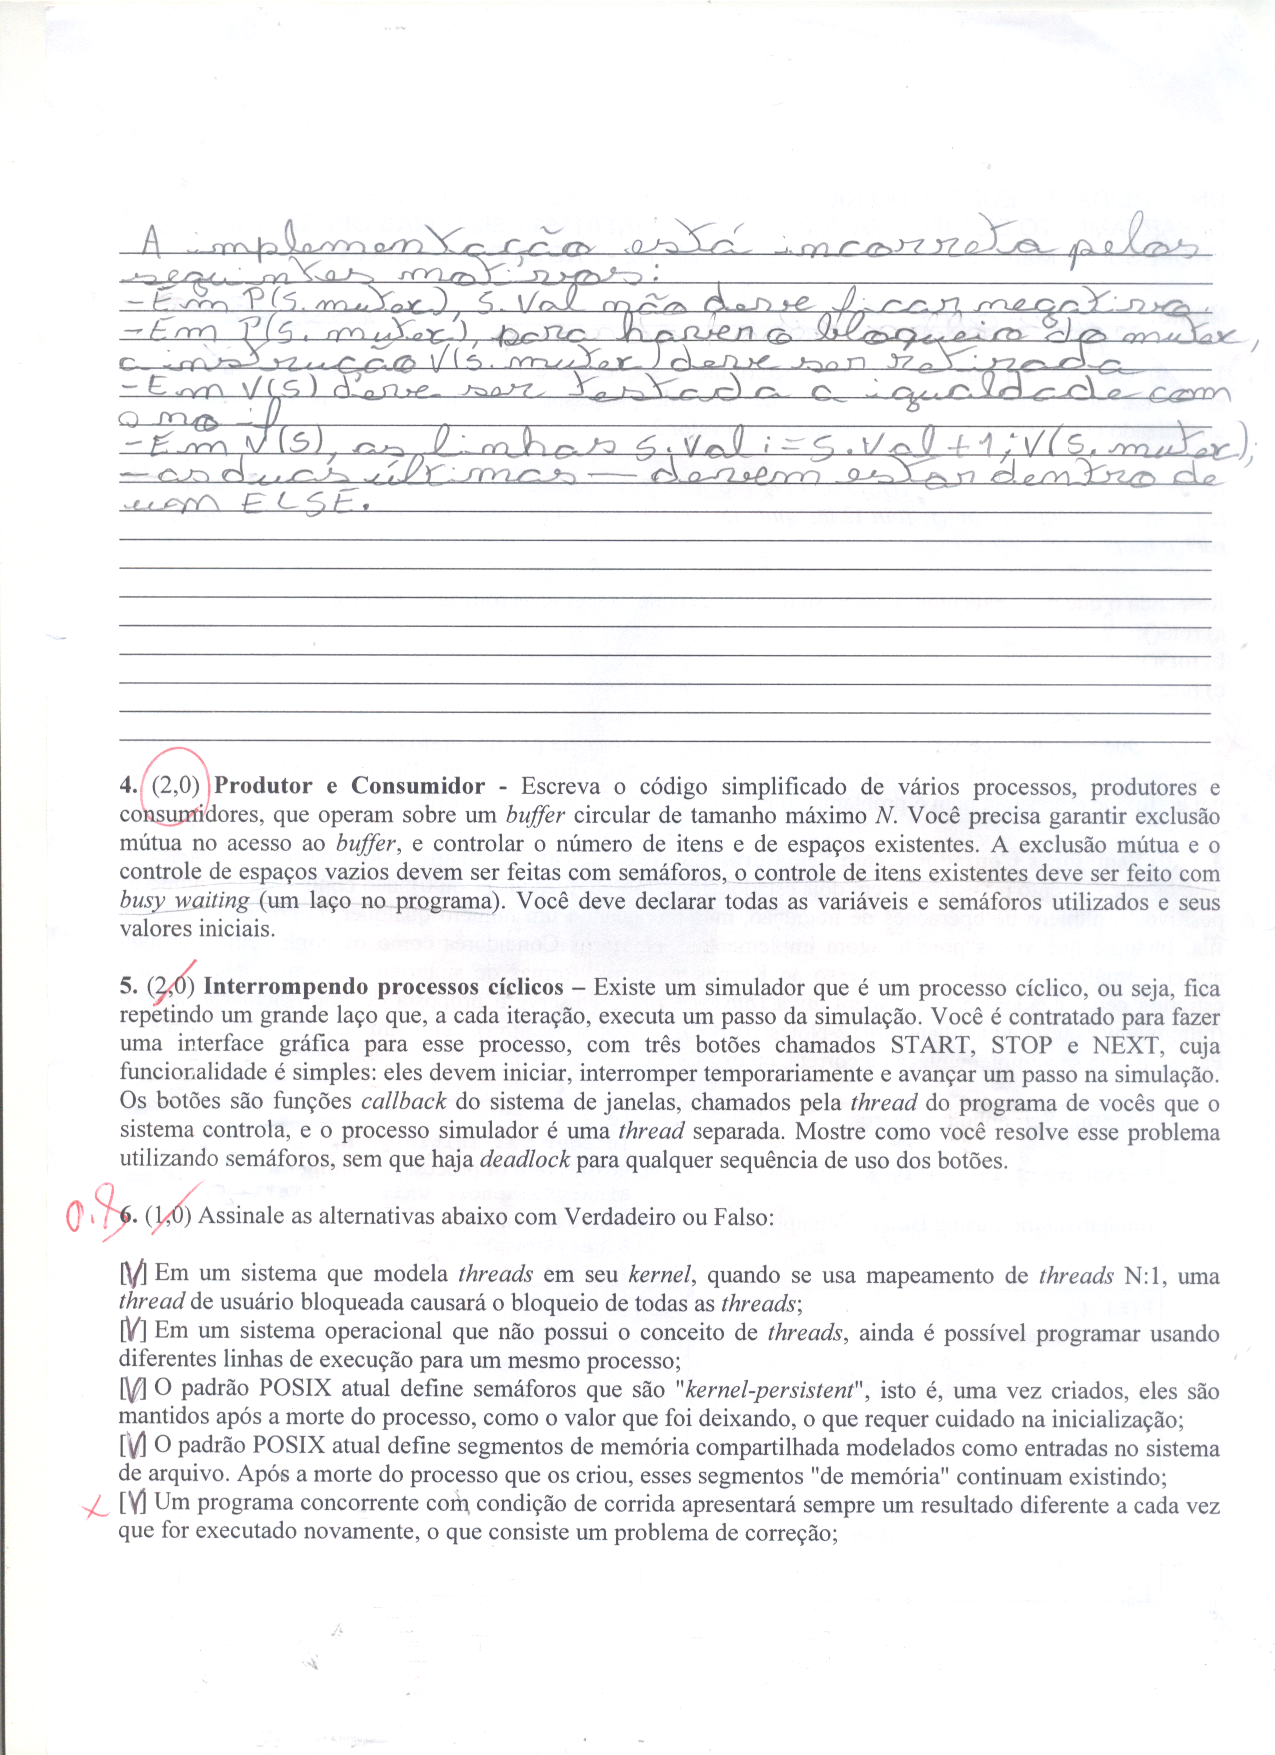 A implementação está incorreta pelos
seguintes motivos:
-Em P(S.mutex), S.Val não deve ficar negativo.
-Em P(S.mutex), para haver o bloqueio do mutex,
a instrução V(S.mutex) deve ser retirada
-Em V(S) deve ser testada a igualdade com
0 no if
-Em V(S), as linhas S.Val:=S.Val+1;V(S.mutex);
-as duas últimas- devem estar dentro de
um ELSE.
4. (2,0) Produtor e Consumidor - Escreva o código simplificado de vários processos, produtores e
consumidores, que operam sobre um buffer circular de tamanho máximo N. Você precisa garantir exclusão
mútua no acesso ao buffer, e controlar o número de itens e de espaços existentes. A exclusão mútua e o
controle de espaços vazios devem ser feitas com semáforos, o controle de itens existentes deve ser feito com
busy waiting (um laço no programa). Você deve declarar todas as variáveis e semáforos utilizados e seus
valores iniciais.
5. (2,0) Interrompendo processos cíclicos – Existe um simulador que é um processo cíclico, ou seja, fica
repetindo um grande laço que, a cada iteração, executa um passo da simulação. Você é contratado para fazer
uma interface gráfica para esse processo, com três botões chamados START, STOP e NEXT, cuja
funcionalidade é simples: eles devem iniciar, interromper temporariamente e avançar um passo na simulação.
Os botões são funções callback do sistema de janelas, chamados pela thread do programa de vocês que o
sistema controla, e o processo simulador é uma thread separada. Mostre como você resolve esse problema
utilizando semáforos, sem que haja deadlock para qualquer sequência de uso dos botões.
0.8 6. (1,0) Assinale as alternativas abaixo com Verdadeiro ou Falso:
[V] Em um sistema que modela threads em seu kernel, quando se usa mapeamento de threads N:1, uma
thread de usuário bloqueada causará o bloqueio de todas as threads;
[V] Em um sistema operacional que não possui o conceito de threads, ainda é possível programar usando
diferentes linhas de execução para um mesmo processo;
[V] O padrão POSIX atual define semáforos que são "kernel-persistent", isto é, uma vez criados, eles são
mantidos após a morte do processo, como o valor que foi deixando, o que requer cuidado na inicialização;
[V] O padrão POSIX atual define segmentos de memória compartilhada modelados como entradas no sistema
de arquivo. Após a morte do processo que os criou, esses segmentos "de memória" continuam existindo;
x [V] Um programa concorrente com condição de corrida apresentará sempre um resultado diferente a cada vez
que for executado novamente, o que consiste um problema de correção;